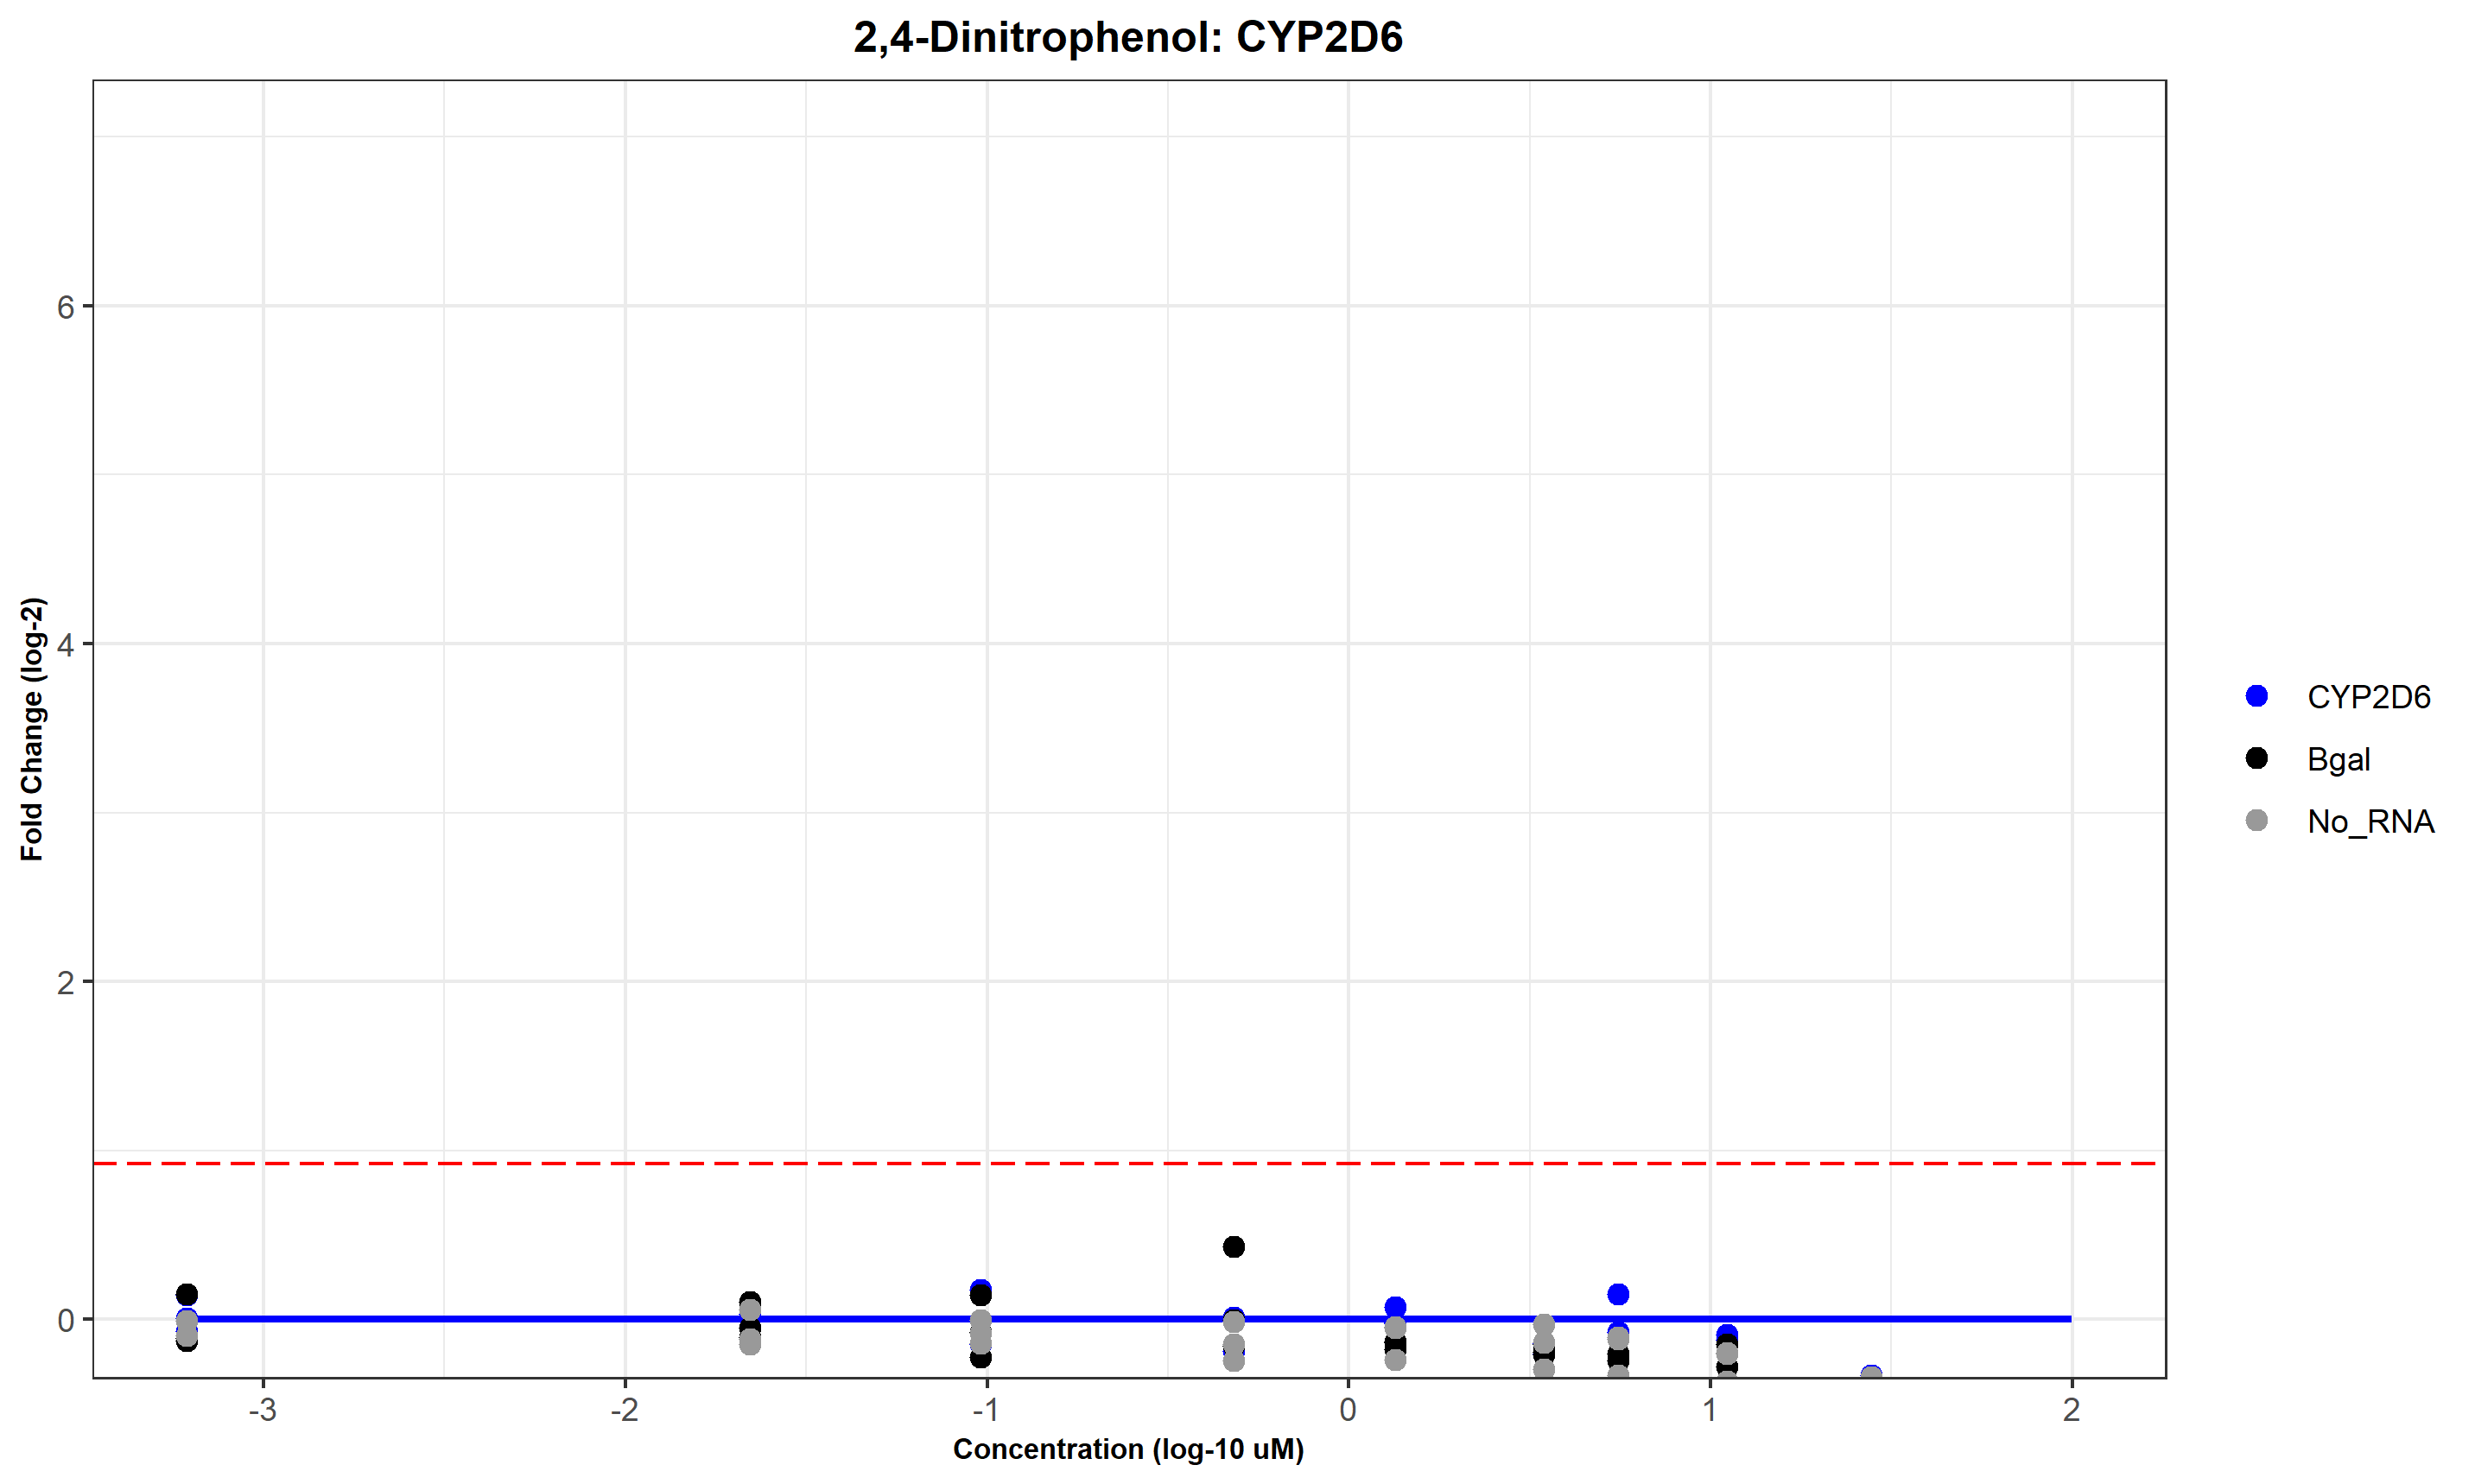 2,4-Dinitrophenol: CYP2D6
Fold Change (log-2)
6
4
2
0
-3
-2
-1
0
1
2
Concentration (log-10 uM)
CYP2D6
Bgal
No_RNA